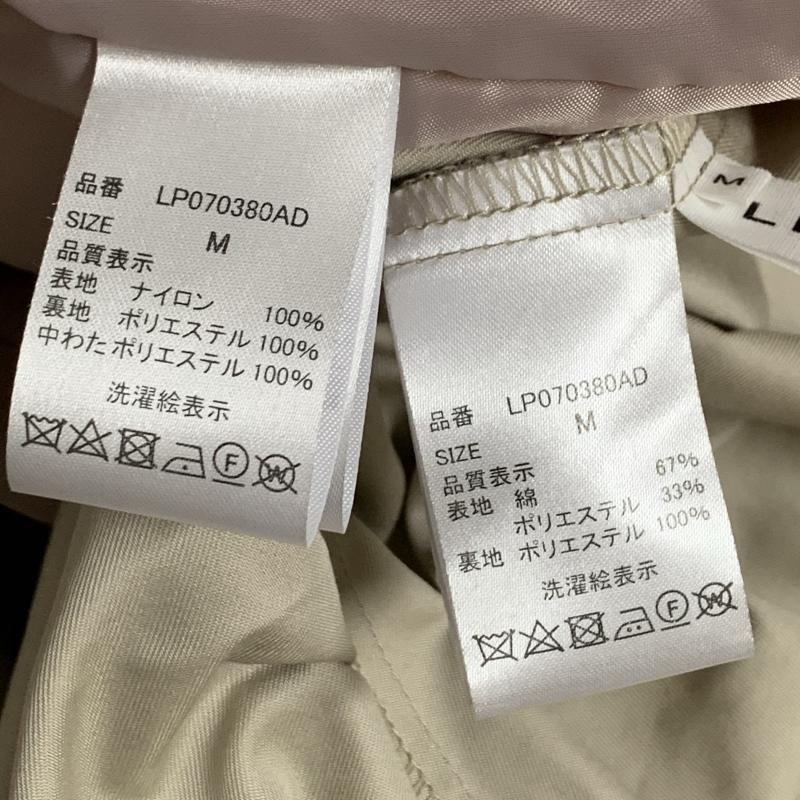 品番 LP070380AD
SIZE M
品質表示
表地 ナイロン 100%
裏地 ポリエステル 100%
中わた ポリエステル 100%
洗濯絵表示
F
W
品番 LP070380AD
SIZE M
品質表示
表地 綿 67%
ポリエステル 33%
裏地 ポリエステル 100%
洗濯絵表示
F
W
M
L